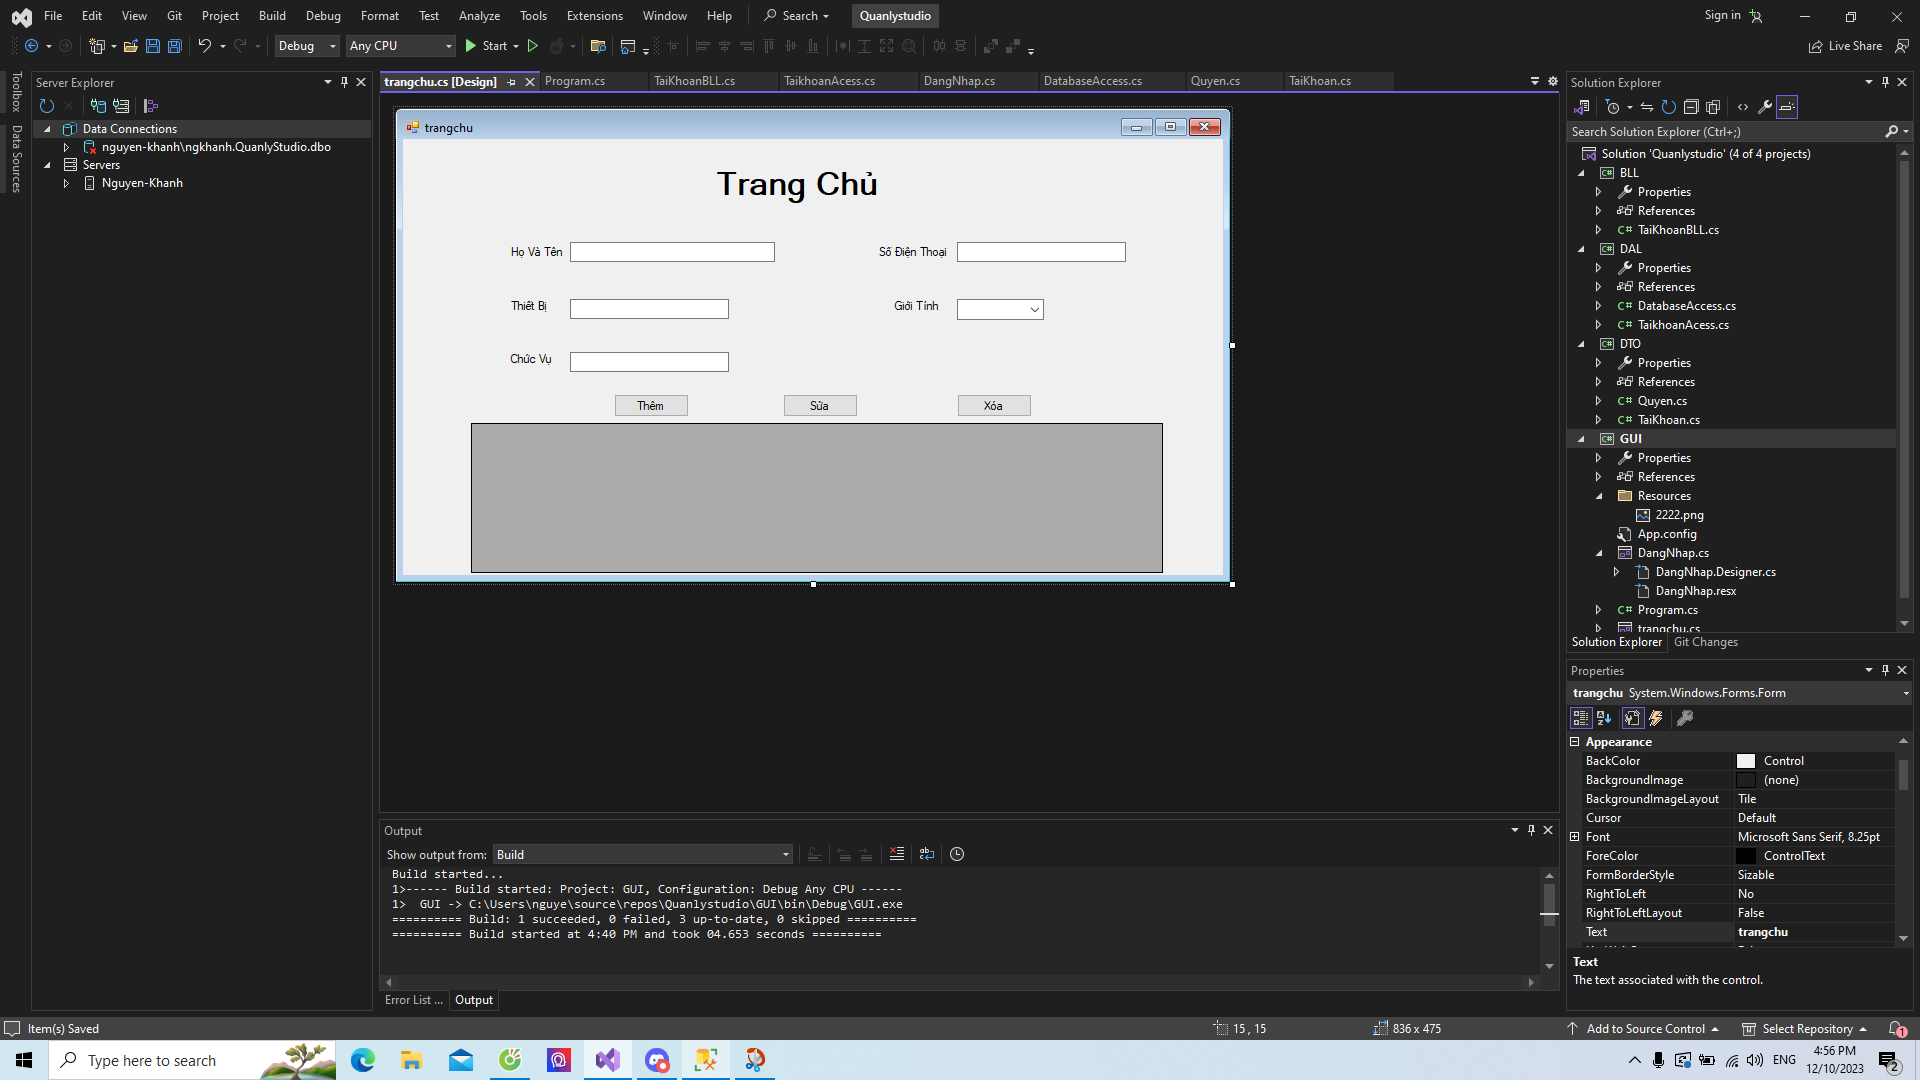 File Edit View Git Project Build Debug Format Test Analyze Tools Extensions Window Help Search Quanlystudio Sign in
Debug Any CPU Start Live Share
Toolbox
Data Sources
Server Explorer
Data Connections
nguyen-khanh\ngkhanh.QuanlyStudio.dbo
Servers
Nguyen-Khanh
trangchu.cs [Design] Program.cs TaiKhoanBLL.cs TaikhoanAcess.cs DangNhap.cs DatabaseAccess.cs Quyen.cs TaiKhoan.cs
trangchu
Trang Chủ
Họ Và Tên
Số Điện Thoại
Thiết Bị
Giới Tính
Chức Vụ
Thêm
Sửa
Xóa
Output
Show output from: Build
Build started...
1>------ Build started: Project: GUI, Configuration: Debug Any CPU ------
1>  GUI -> C:\Users\nguye\source\repos\Quanlystudio\GUI\bin\Debug\GUI.exe
========== Build: 1 succeeded, 0 failed, 3 up-to-date, 0 skipped ==========
========== Build started at 4:40 PM and took 04.653 seconds ==========
Error List ... Output
Solution Explorer
Search Solution Explorer (Ctrl+;)
Solution 'Quanlystudio' (4 of 4 projects)
C# BLL
Properties
References
C# TaiKhoanBLL.cs
C# DAL
Properties
References
C# DatabaseAccess.cs
C# TaikhoanAcess.cs
C# DTO
Properties
References
C# Quyen.cs
C# TaiKhoan.cs
C# GUI
Properties
References
Resources
2222.png
App.config
DangNhap.cs
DangNhap.Designer.cs
DangNhap.resx
C# Program.cs
trangchu.cs
Solution Explorer Git Changes
Properties
trangchu System.Windows.Forms.Form
Appearance
BackColor Control
BackgroundImage (none)
BackgroundImageLayout Tile
Cursor Default
Font Microsoft Sans Serif, 8.25pt
ForeColor ControlText
FormBorderStyle Sizable
RightToLeft No
RightToLeftLayout False
Text trangchu
Text
The text associated with the control.
Item(s) Saved 15 , 15 836 x 475 Add to Source Control Select Repository 1
Type here to search ENG 4:56 PM
12/10/2023 2